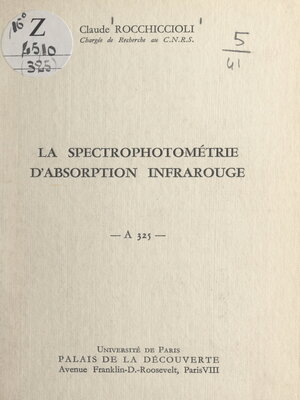 16°
Z
4510
(325)
Claude ROCCHICCIOLI
Chargée de Recherche au C.N.R.S.
5
41
LA SPECTROPHOTOMÉTRIE
D'ABSORPTION INFRAROUGE
— A 325 —
UNIVERSITÉ DE PARIS
PALAIS DE LA DÉCOUVERTE
Avenue Franklin-D.-Roosevelt, Paris VIII